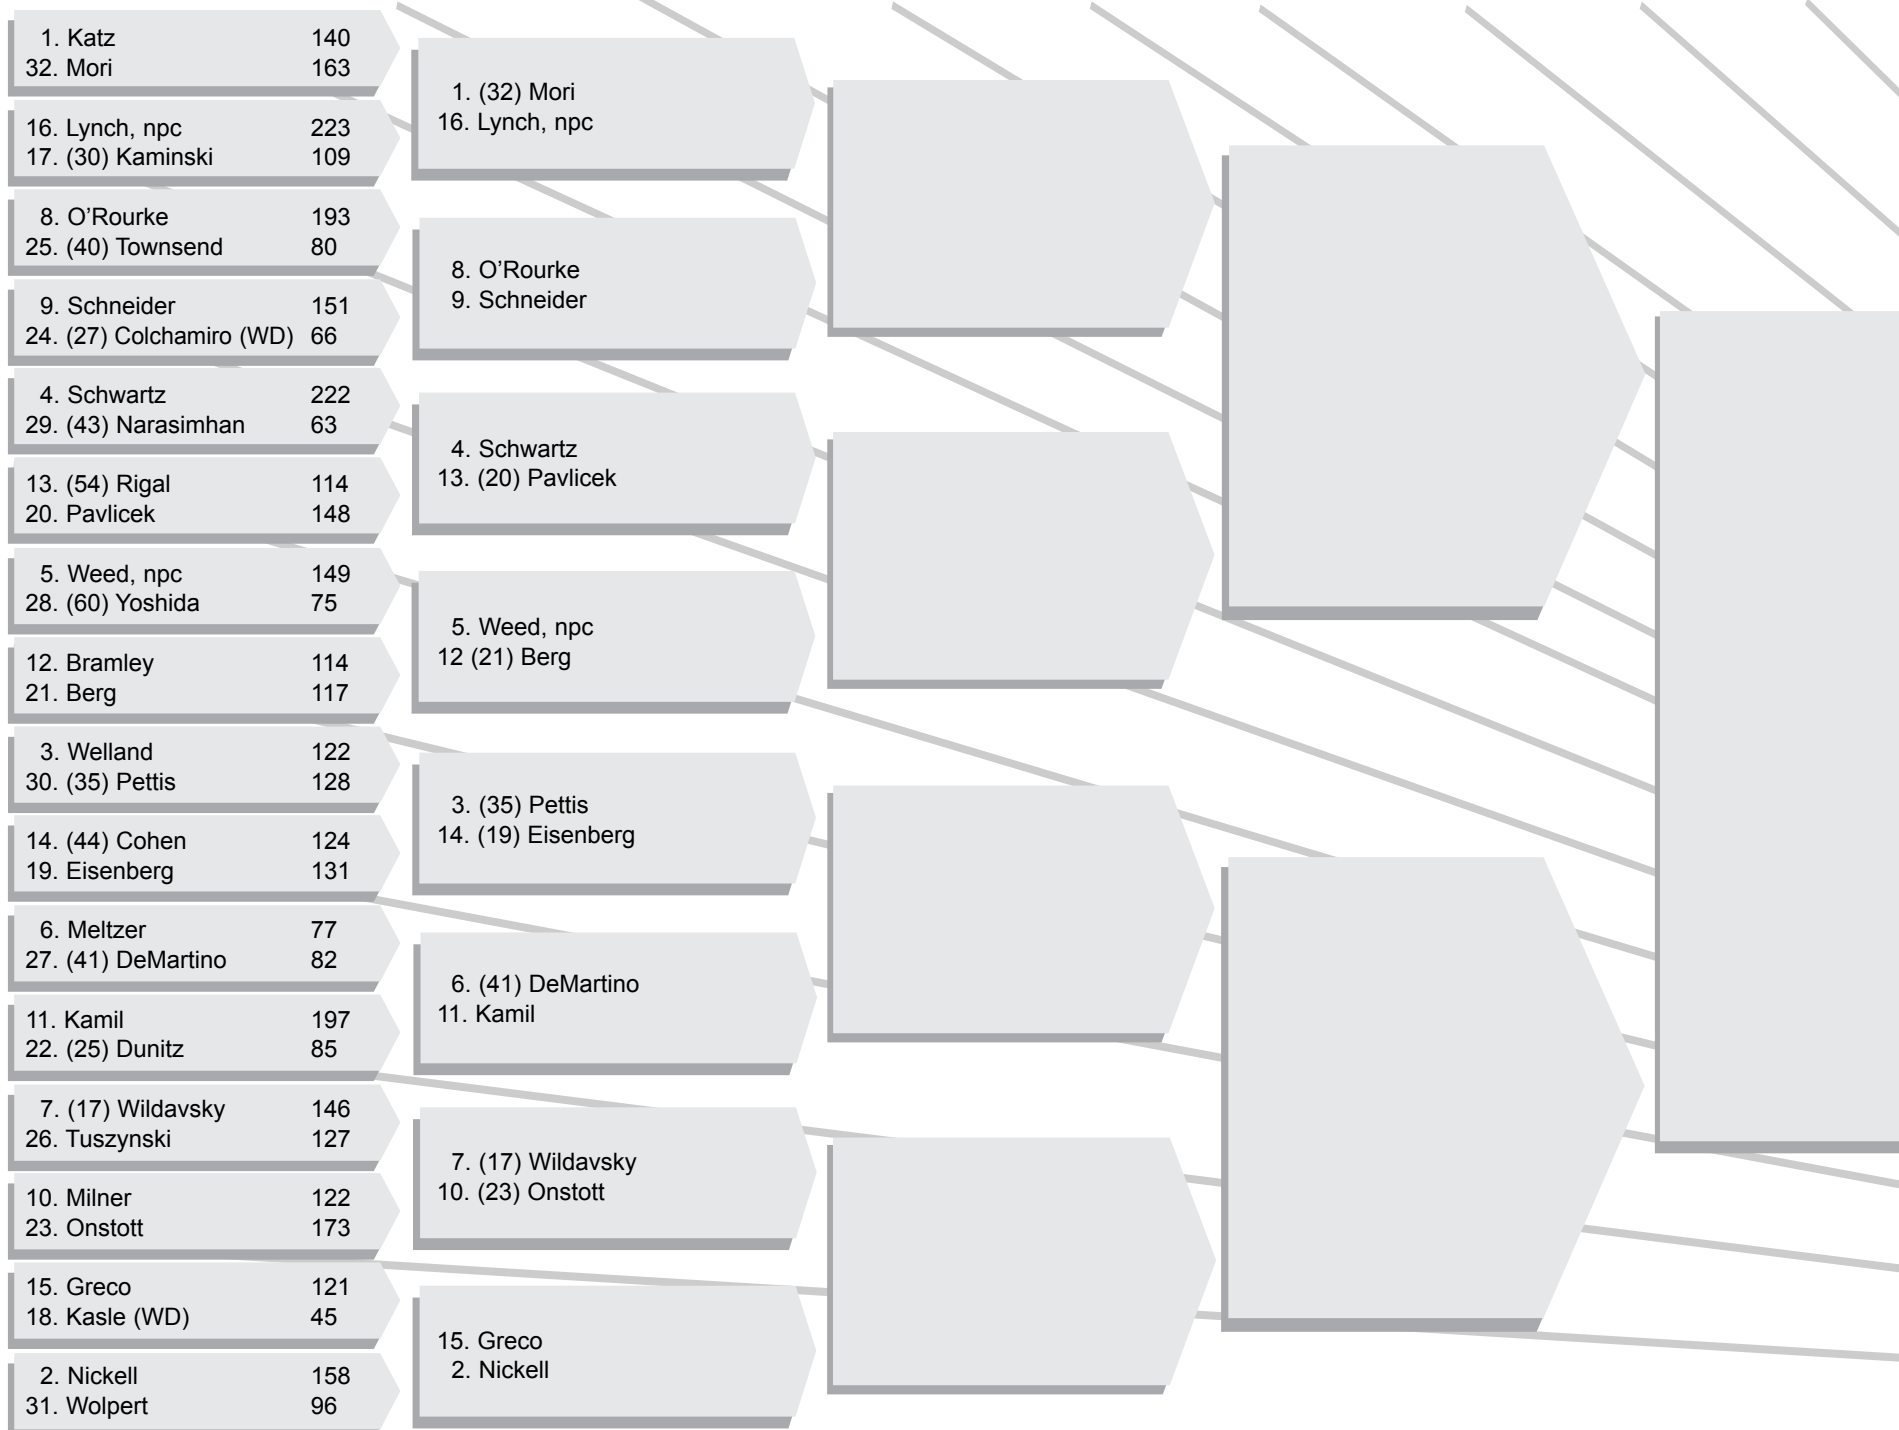 1. Katz 140
32. Mori 163
16. Lynch, npc 223
17. (30) Kaminski 109
8. O’Rourke 193
25. (40) Townsend 80
9. Schneider 151
24. (27) Colchamiro (WD) 66
4. Schwartz 222
29. (43) Narasimhan 63
13. (54) Rigal 114
20. Pavlicek 148
5. Weed, npc 149
28. (60) Yoshida 75
12. Bramley 114
21. Berg 117
3. Welland 122
30. (35) Pettis 128
14. (44) Cohen 124
19. Eisenberg 131
6. Meltzer 77
27. (41) DeMartino 82
11. Kamil 197
22. (25) Dunitz 85
7. (17) Wildavsky 146
26. Tuszynski 127
10. Milner 122
23. Onstott 173
15. Greco 121
18. Kasle (WD) 45
2. Nickell 158
31. Wolpert 96
1. (32) Mori
16. Lynch, npc
8. O’Rourke
9. Schneider
4. Schwartz
13. (20) Pavlicek
5. Weed, npc
12 (21) Berg
3. (35) Pettis
14. (19) Eisenberg
6. (41) DeMartino
11. Kamil
7. (17) Wildavsky
10. (23) Onstott
15. Greco
2. Nickell